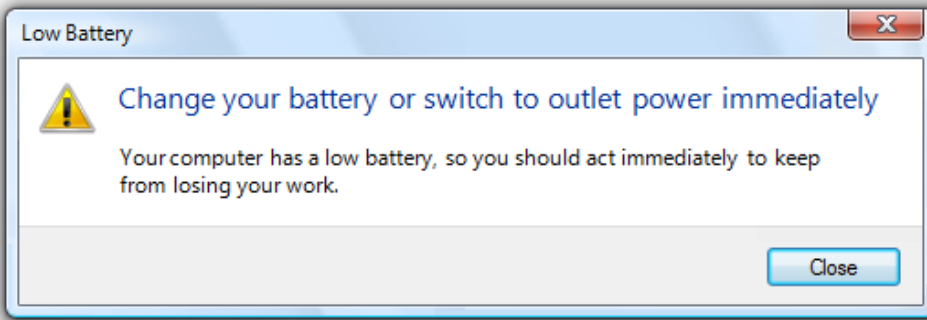 Low Battery
Change your battery or switch to outlet power immediately
Your computer has a low battery, so you should act immediately to keep
from losing your work.
Close